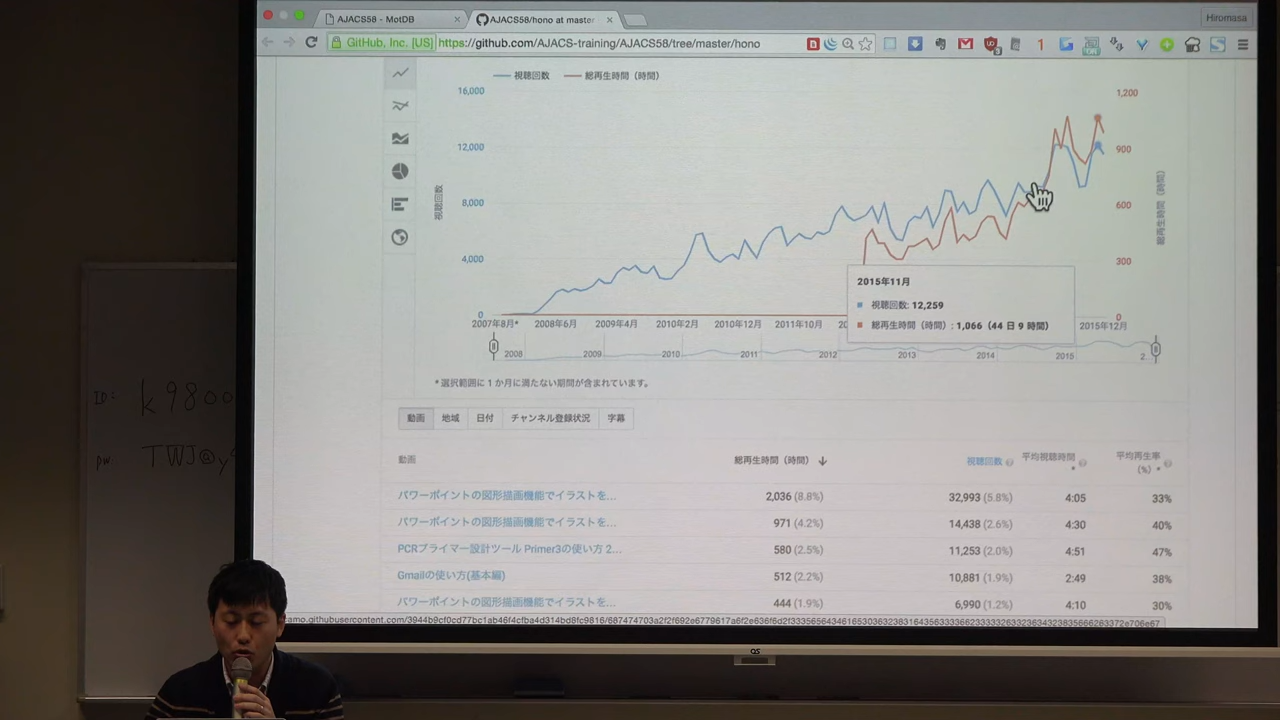 AJACS58 - MotDB
AJACS58/hono at master
Hiromasa
GitHub, Inc. [US] https://github.com/AJACS-training/AJACS58/tree/master/hono
視聴回数 総再生時間（時間）
16,000 1,200
12,000 900
8,000 600
4,000 300
0 0
視聴回数
総再生時間（時間）
2015年11月
視聴回数: 12,259
総再生時間（時間）: 1,066（44 日 9 時間）
2007年8月* 2008年6月 2009年4月 2010年2月 2010年12月 2011年10月 2015年12月
2008 2009 2010 2011 2012 2013 2014 2015
* 選択範囲に 1 か月に満たない期間が含まれています。
動画 地域 日付 チャンネル登録状況 字幕
動画 総再生時間（時間） 視聴回数 平均視聴時間 * 平均再生率 (%) *
パワーポイントの図形描画機能でイラストを... 2,036 (8.8%) 32,993 (5.8%) 4:05 33%
パワーポイントの図形描画機能でイラストを... 971 (4.2%) 14,438 (2.6%) 4:30 40%
PCRプライマー設計ツール Primer3の使い方 2... 580 (2.5%) 11,253 (2.0%) 4:51 47%
Gmailの使い方(基本編) 512 (2.2%) 10,881 (1.9%) 2:49 38%
パワーポイントの図形描画機能でイラストを... 444 (1.9%) 6,990 (1.2%) 4:10 30%
ID: k9800
PW: TWJ@y